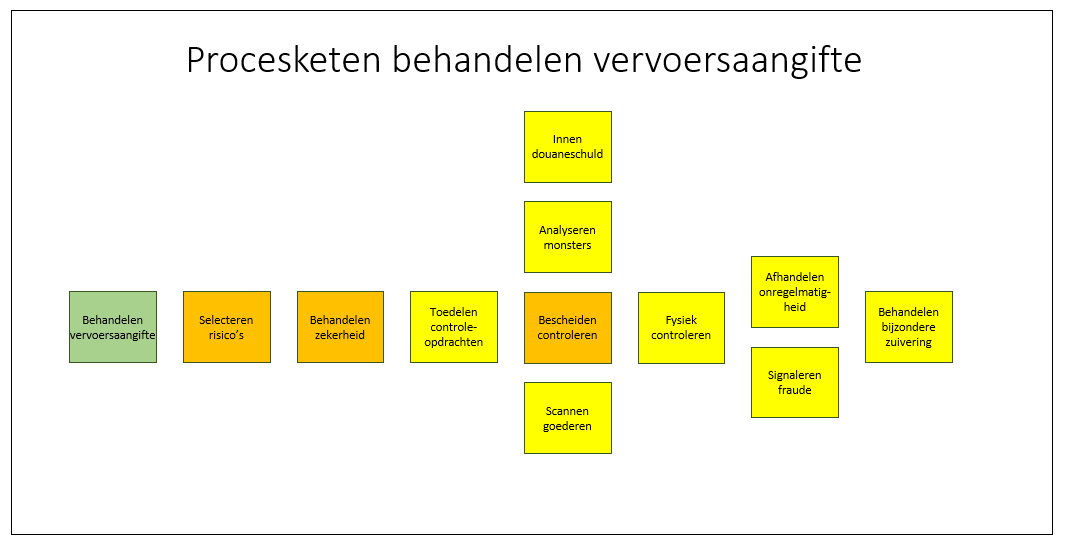 Procesketen behandelen vervoersaangifte
Innen
douaneschuld
Analyseren
monsters
Behandelen
vervoersaangifte
Selecteren
risico's
Behandelen
zekerheid
Toedelen
controle-
opdrachten
Bescheiden
controleren
Fysiek
controleren
Afhandelen
onregelmatig-
heid
Signaleren
fraude
Behandelen
bijzondere
zuivering
Scannen
goederen